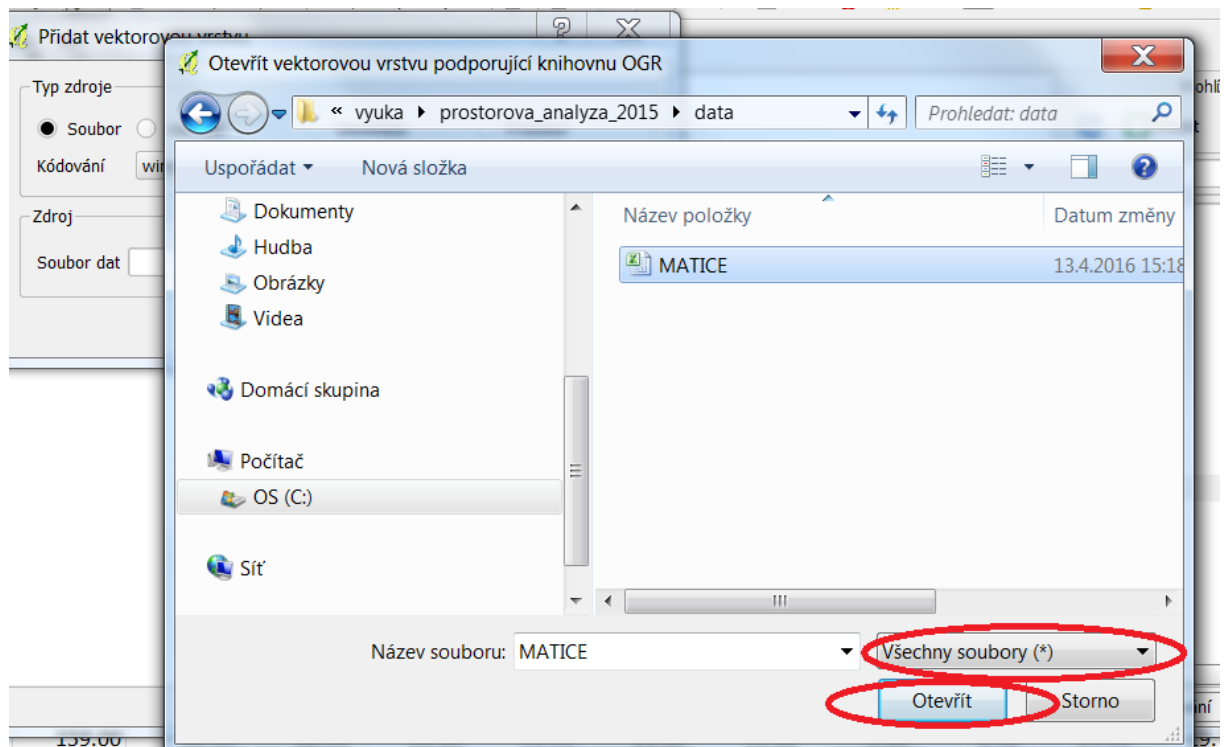 Přidat vektorovou vrstvu
Otevřít vektorovou vrstvu podporující knihovnu OGR
Typ zdroje
Soubor
Kódování
Zdroj
Soubor dat
« vyuka prostorova_analyza_2015 data
Prohledat: data
Uspořádat Nová složka
Dokumenty
Hudba
Obrázky
Videa
Domácí skupina
Počítač
OS (C:)
Síť
Název položky Datum změny
MATICE 13.4.2016 15:18
Název souboru: MATICE Všechny soubory (*)
Otevřít Storno
159.00